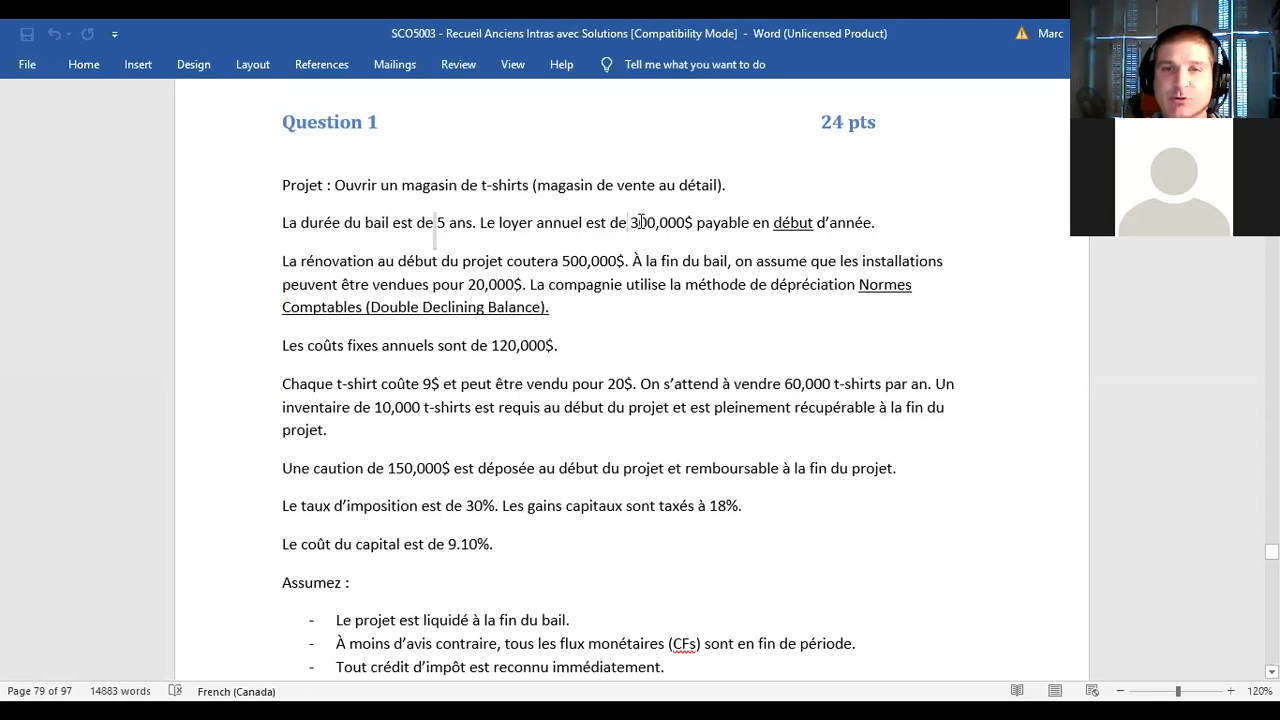 SCO5003 - Recueil Anciens Intras avec Solutions [Compatibility Mode] - Word (Unlicensed Product)
Marc
File Home Insert Design Layout References Mailings Review View Help Tell me what you want to do
Question 1 24 pts
Projet : Ouvrir un magasin de t-shirts (magasin de vente au détail).
La durée du bail est de 5 ans. Le loyer annuel est de 300,000$ payable en début d’année.
La rénovation au début du projet coutera 500,000$. À la fin du bail, on assume que les installations
peuvent être vendues pour 20,000$. La compagnie utilise la méthode de dépréciation Normes
Comptables (Double Declining Balance).
Les coûts fixes annuels sont de 120,000$.
Chaque t-shirt coûte 9$ et peut être vendu pour 20$. On s’attend à vendre 60,000 t-shirts par an. Un
inventaire de 10,000 t-shirts est requis au début du projet et est pleinement récupérable à la fin du
projet.
Une caution de 150,000$ est déposée au début du projet et remboursable à la fin du projet.
Le taux d’imposition est de 30%. Les gains capitaux sont taxés à 18%.
Le coût du capital est de 9.10%.
Assumez :
- Le projet est liquidé à la fin du bail.
- À moins d’avis contraire, tous les flux monétaires (CFs) sont en fin de période.
- Tout crédit d’impôt est reconnu immédiatement.
Page 79 of 97 14883 words French (Canada) 120%